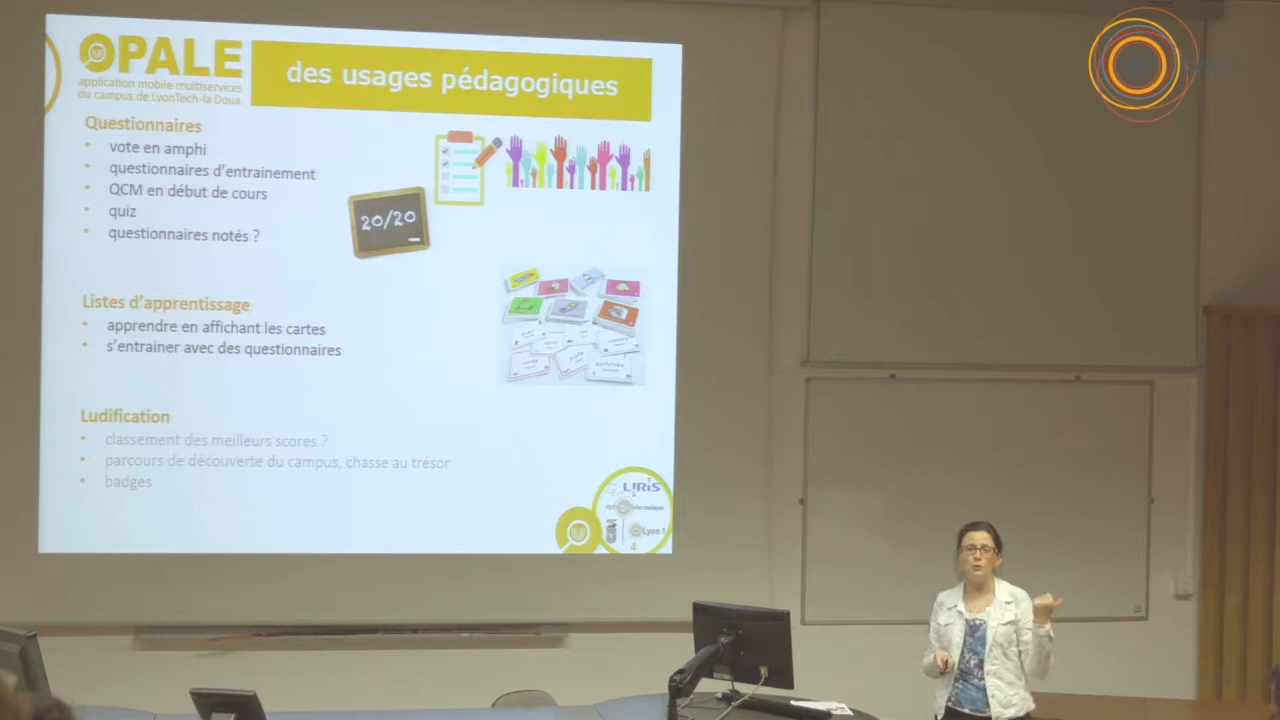 OPALE
application mobile multiservices
du campus de LyonTech-la Doua
des usages pédagogiques
Questionnaires
• vote en amphi
• questionnaires d'entrainement
• QCM en début de cours
• quiz
• questionnaires notés ?
20/20
Listes d'apprentissage
• apprendre en affichant les cartes
• s'entrainer avec des questionnaires
Ludification
• classement des meilleurs scores ?
• parcours de découverte du campus, chasse au trésor
• badges
LIRIS
informatique
Lyon 1
4